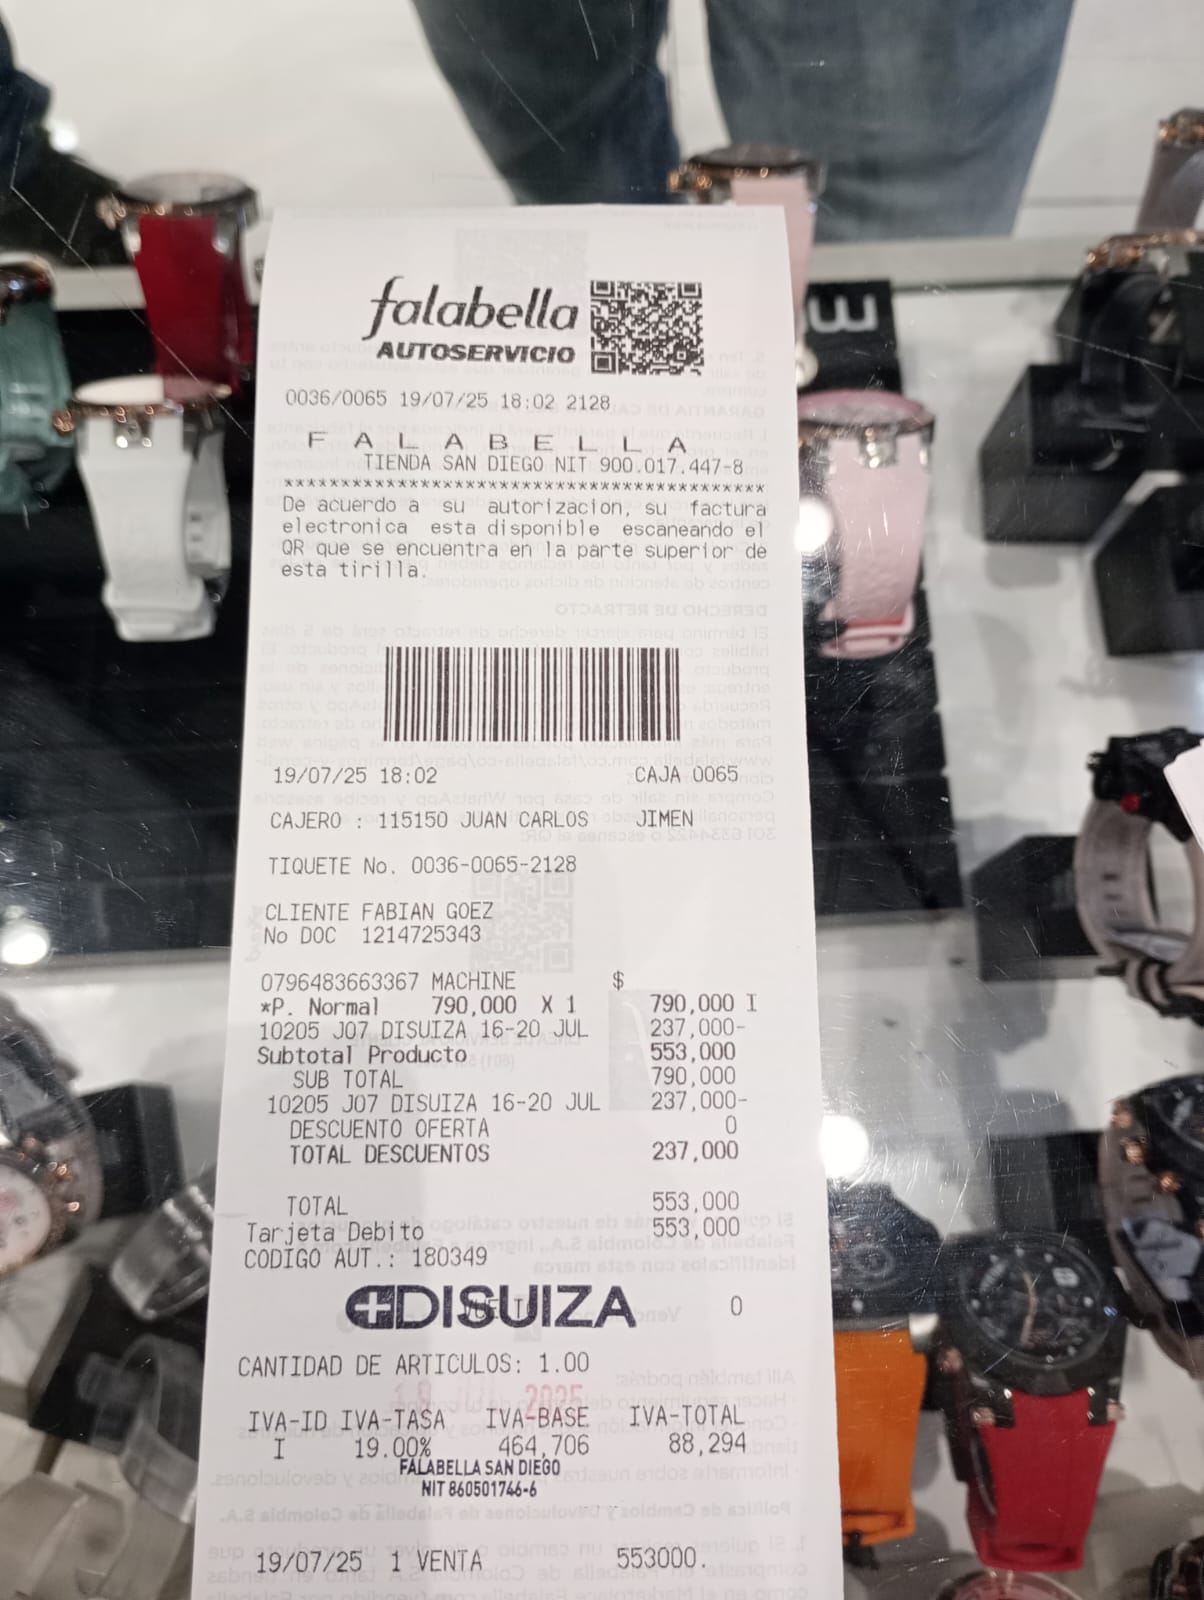 falabella
AUTOSERVICIO
0036/0065 19/07/25 18:02 2128
F A L A B E L L A
TIENDA SAN DIEGO NIT 900.017.447-8
*********************************************
De acuerdo a su autorizacion, su factura
electronica esta disponible escaneando el
QR que se encuentra en la parte superior de
esta tirilla.
19/07/25 18:02 CAJA 0065
CAJERO : 115150 JUAN CARLOS JIMEN
TIQUETE No. 0036-0065-2128
CLIENTE FABIAN GOEZ
No DOC 1214725343
0796483663367 MACHINE $
*P. Normal 790,000 X 1 790,000 I
10205 J07 DISUIZA 16-20 JUL 237,000-
Subtotal Producto 553,000
SUB TOTAL 790,000
10205 J07 DISUIZA 16-20 JUL 237,000-
DESCUENTO OFERTA 0
TOTAL DESCUENTOS 237,000
TOTAL 553,000
Tarjeta Debito 553,000
CODIGO AUT.: 180349
DISUIZA 0
CANTIDAD DE ARTICULOS: 1.00
2025
IVA-ID IVA-TASA IVA-BASE IVA-TOTAL
I 19.00% 464,706 88,294
FALABELLA SAN DIEGO
NIT 860501746-6
19/07/25 1 VENTA 553000.